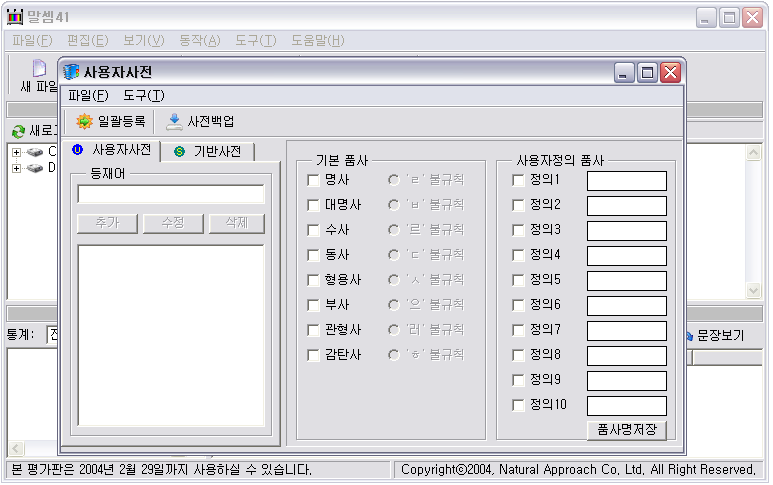 말셈41
파일(F) 편집(E) 보기(V) 동작(A) 도구(T) 도움말(H)
새 파일
새로고
C
D
통계: 전
문장보기
사용자사전
파일(F) 도구(T)
일괄등록 사전백업
사용자사전 기반사전
등재어
추가 수정 삭제
기본 품사
명사 'ㄹ' 불규칙
대명사 'ㅂ' 불규칙
수사 '르' 불규칙
동사 'ㄷ' 불규칙
형용사 'ㅅ' 불규칙
부사 '으' 불규칙
관형사 '러' 불규칙
감탄사 'ㅎ' 불규칙
사용자정의 품사
정의1
정의2
정의3
정의4
정의5
정의6
정의7
정의8
정의9
정의10
품사명저장
본 평가판은 2004년 2월 29일까지 사용하실 수 있습니다.
Copyright©2004, Natural Approach Co, Ltd, All Right Reserved,